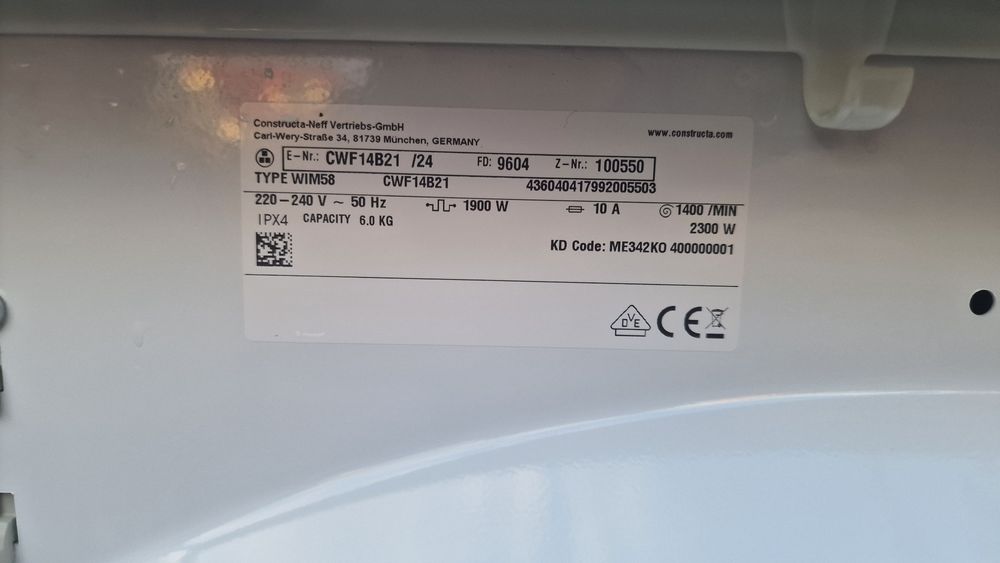 Constructa-Neff Vertriebs-GmbH
Carl-Wery-Straße 34, 81739 München, GERMANY
www.constructa.com
E-Nr.: CWF14B21 /24 FD: 9604 Z-Nr.: 100550
TYPE WIM58 CWF14B21 436040417992005503
220-240 V ~ 50 Hz 1900 W 10 A 1400 /MIN
IPX4 CAPACITY 6.0 KG 2300 W
KD Code: ME342KO 400000001
DVE CE